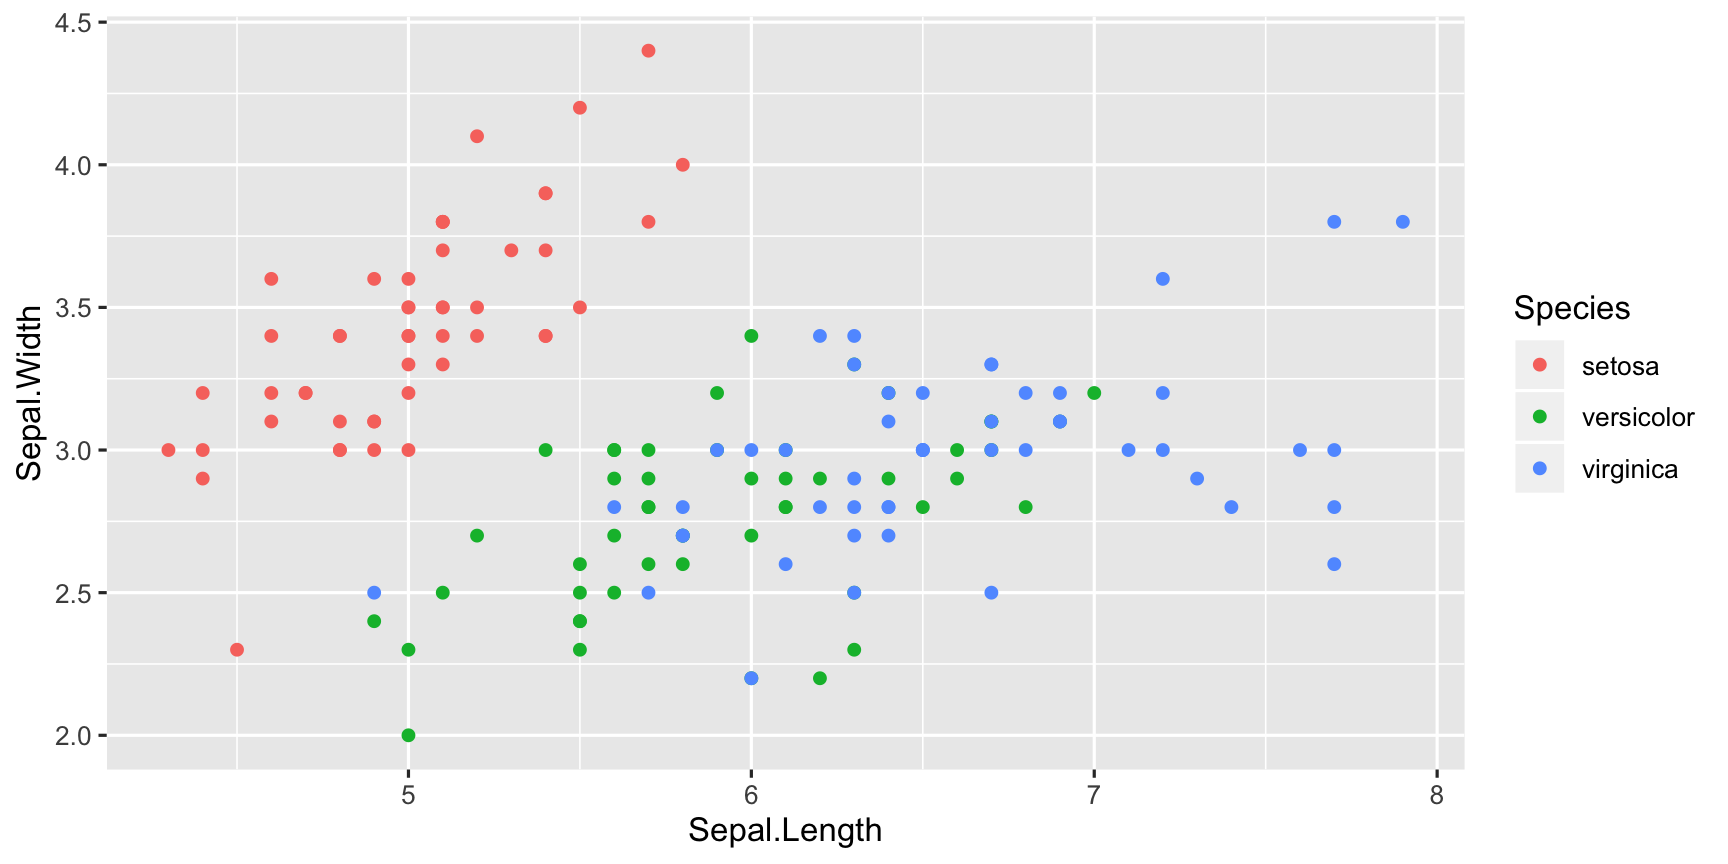 4.5
4.0
3.5
3.0
2.5
2.0
Sepal.Width
5 6 7 8
Sepal.Length
Species
setosa
versicolor
virginica